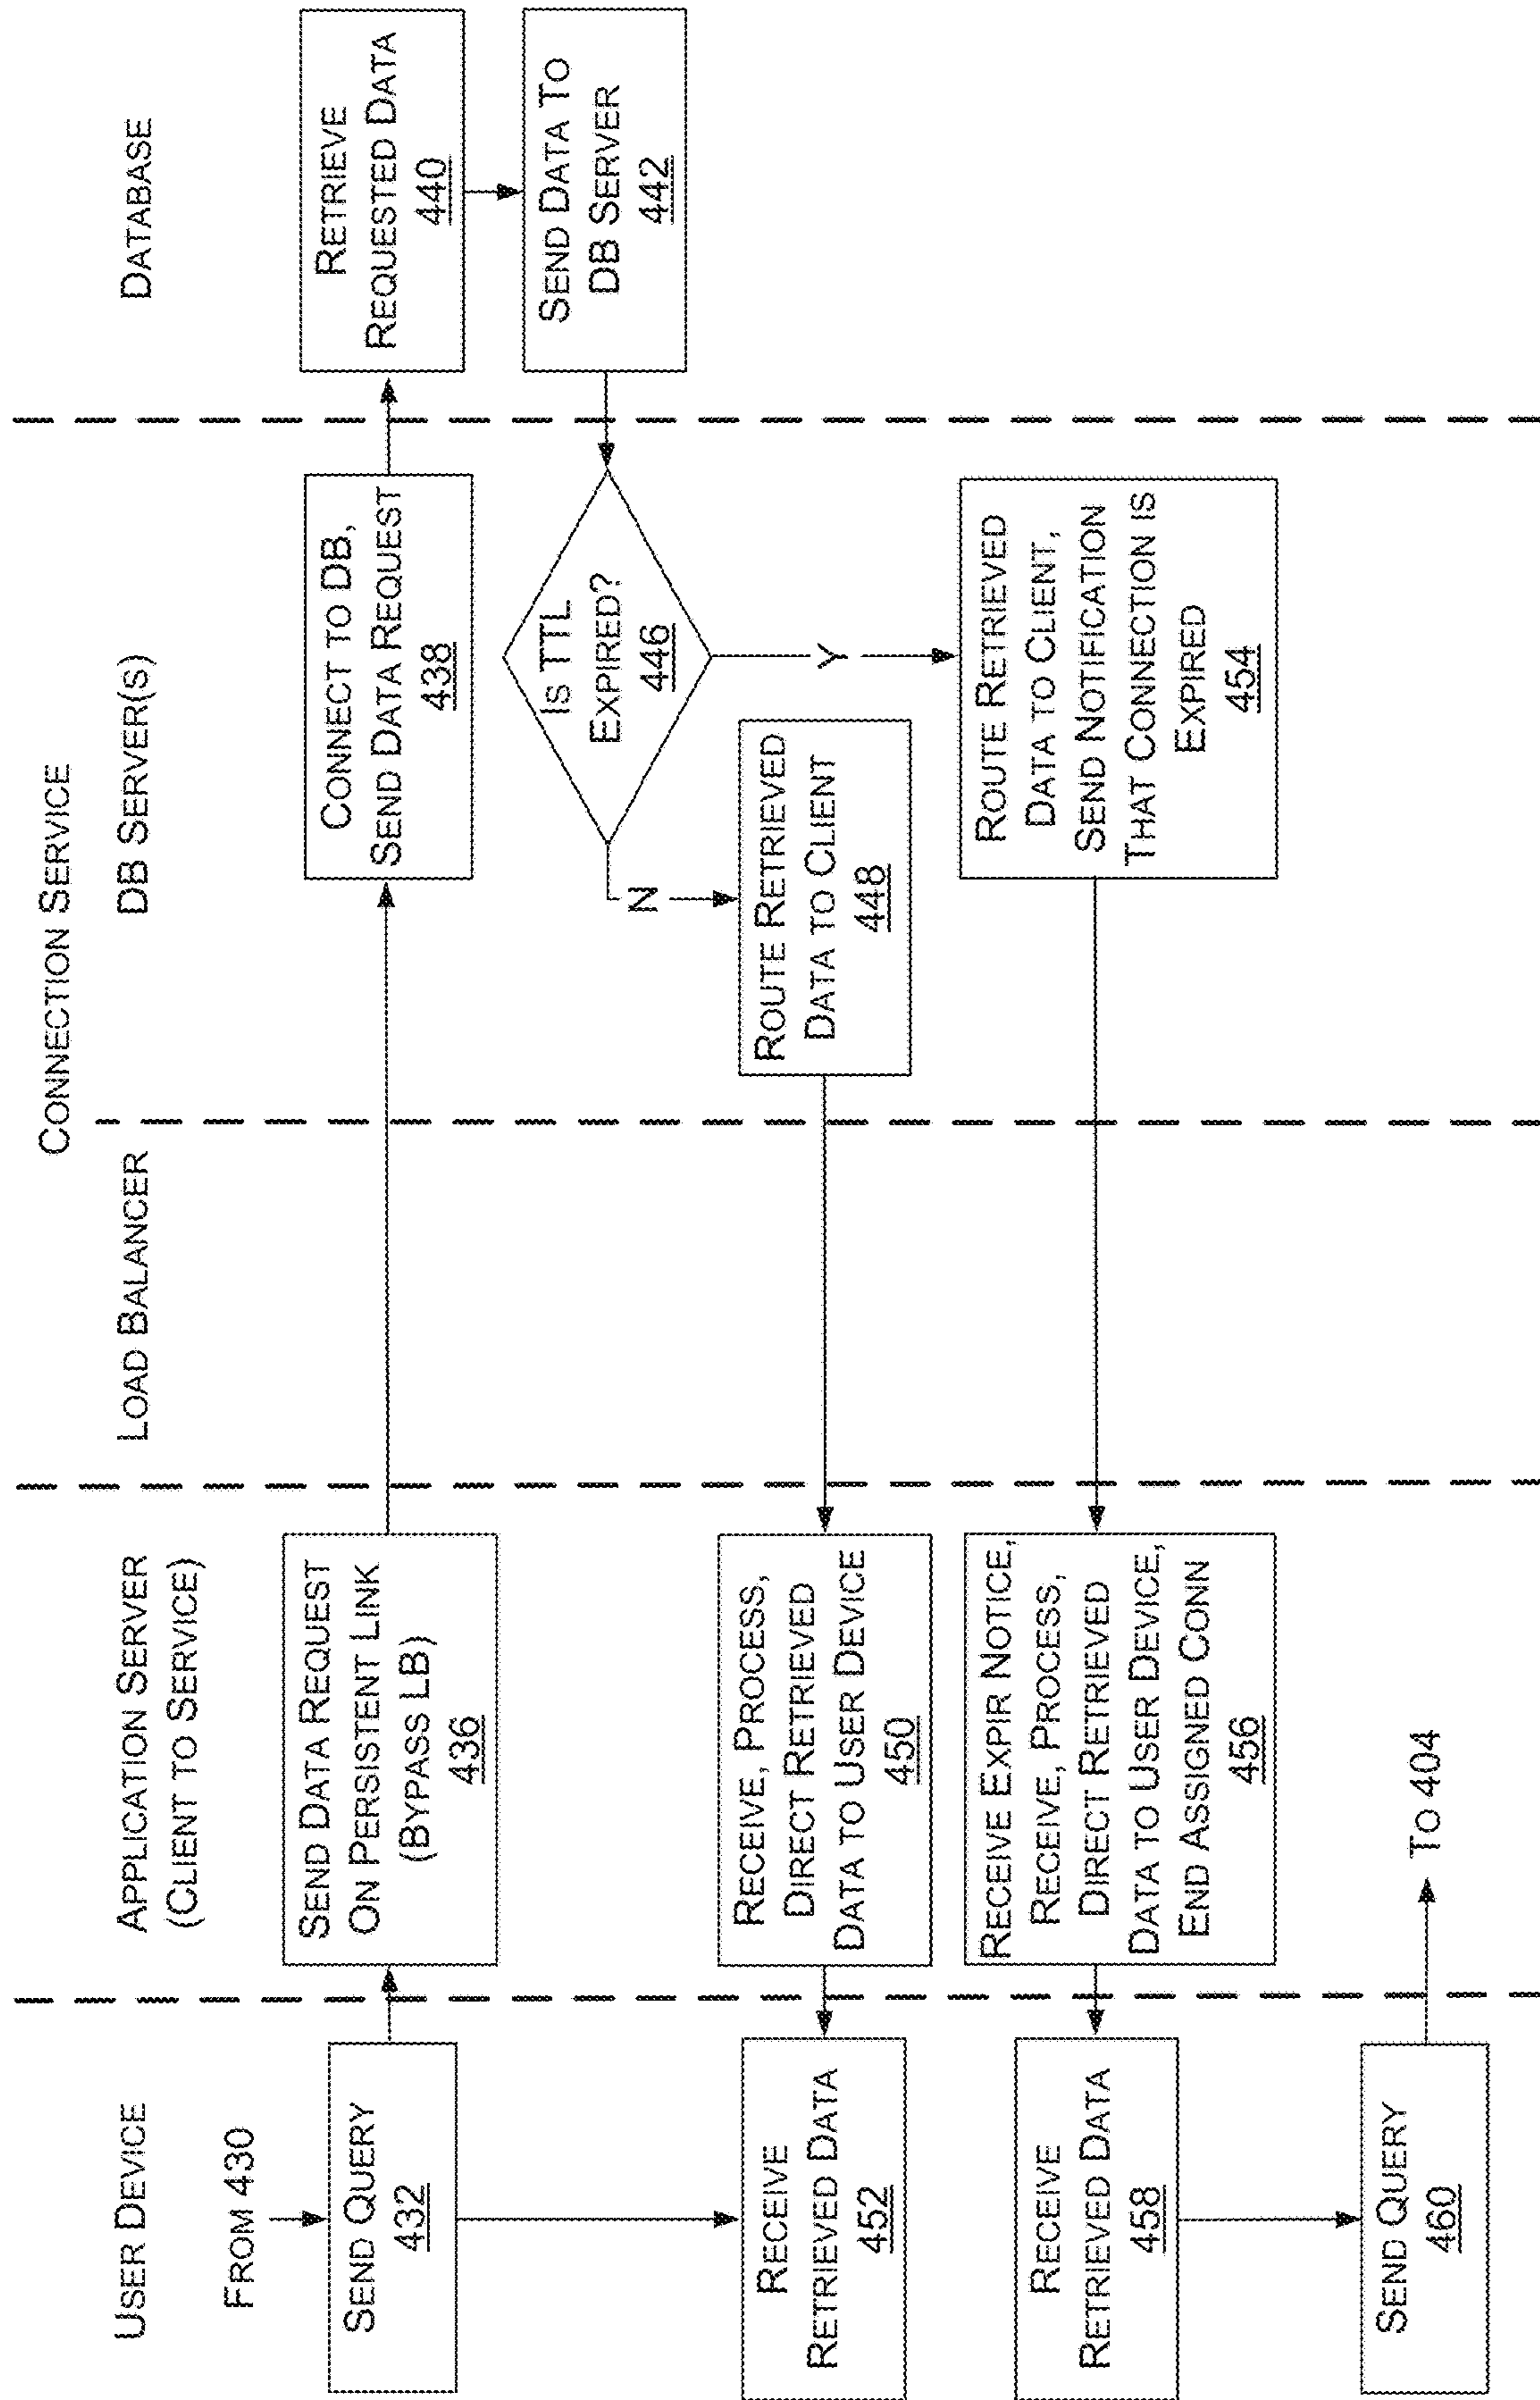 CONNECTION SERVICE
USER DEVICE
APPLICATION SERVER
(CLIENT TO SERVICE)
LOAD BALANCER
DB SERVER(S)
DATABASE
FROM 430
SEND QUERY
432
SEND DATA REQUEST
ON PERSISTENT LINK
(BYPASS LB)
436
CONNECT TO DB,
SEND DATA REQUEST
438
RETRIEVE
REQUESTED DATA
440
SEND DATA TO
DB SERVER
442
IS TTL
EXPIRED?
446
N
Y
ROUTE RETRIEVED
DATA TO CLIENT
448
RECEIVE, PROCESS,
DIRECT RETRIEVED
DATA TO USER DEVICE
450
RECEIVE
RETRIEVED DATA
452
ROUTE RETRIEVED
DATA TO CLIENT,
SEND NOTIFICATION
THAT CONNECTION IS
EXPIRED
454
RECEIVE EXPIR NOTICE,
RECEIVE, PROCESS,
DIRECT RETRIEVED
DATA TO USER DEVICE,
END ASSIGNED CONN
456
RECEIVE
RETRIEVED DATA
458
SEND QUERY
460
TO 404